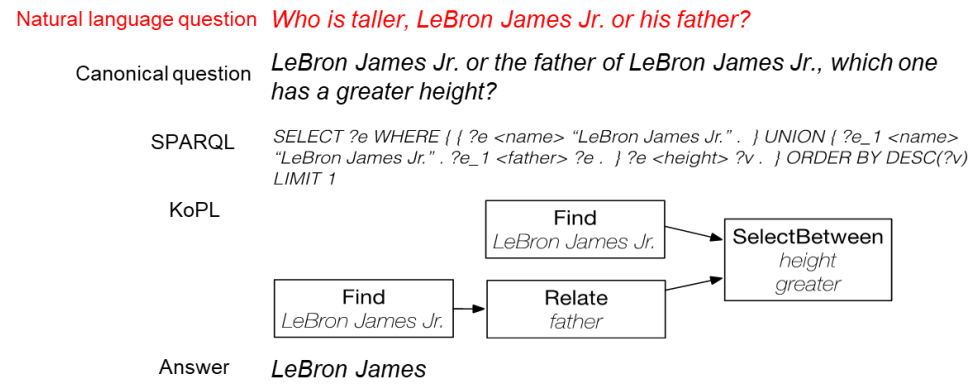 Natural language question Who is taller, LeBron James Jr. or his father?
Canonical question LeBron James Jr. or the father of LeBron James Jr., which one
has a greater height?
SPARQL SELECT ?e WHERE { { ?e <name> “LeBron James Jr.” . } UNION { ?e_1 <name>
“LeBron James Jr.” . ?e_1 <father> ?e . } ?e <height> ?v . } ORDER BY DESC(?v)
LIMIT 1
KoPL
Find
LeBron James Jr.
SelectBetween
height
greater
Find
LeBron James Jr.
Relate
father
Answer LeBron James